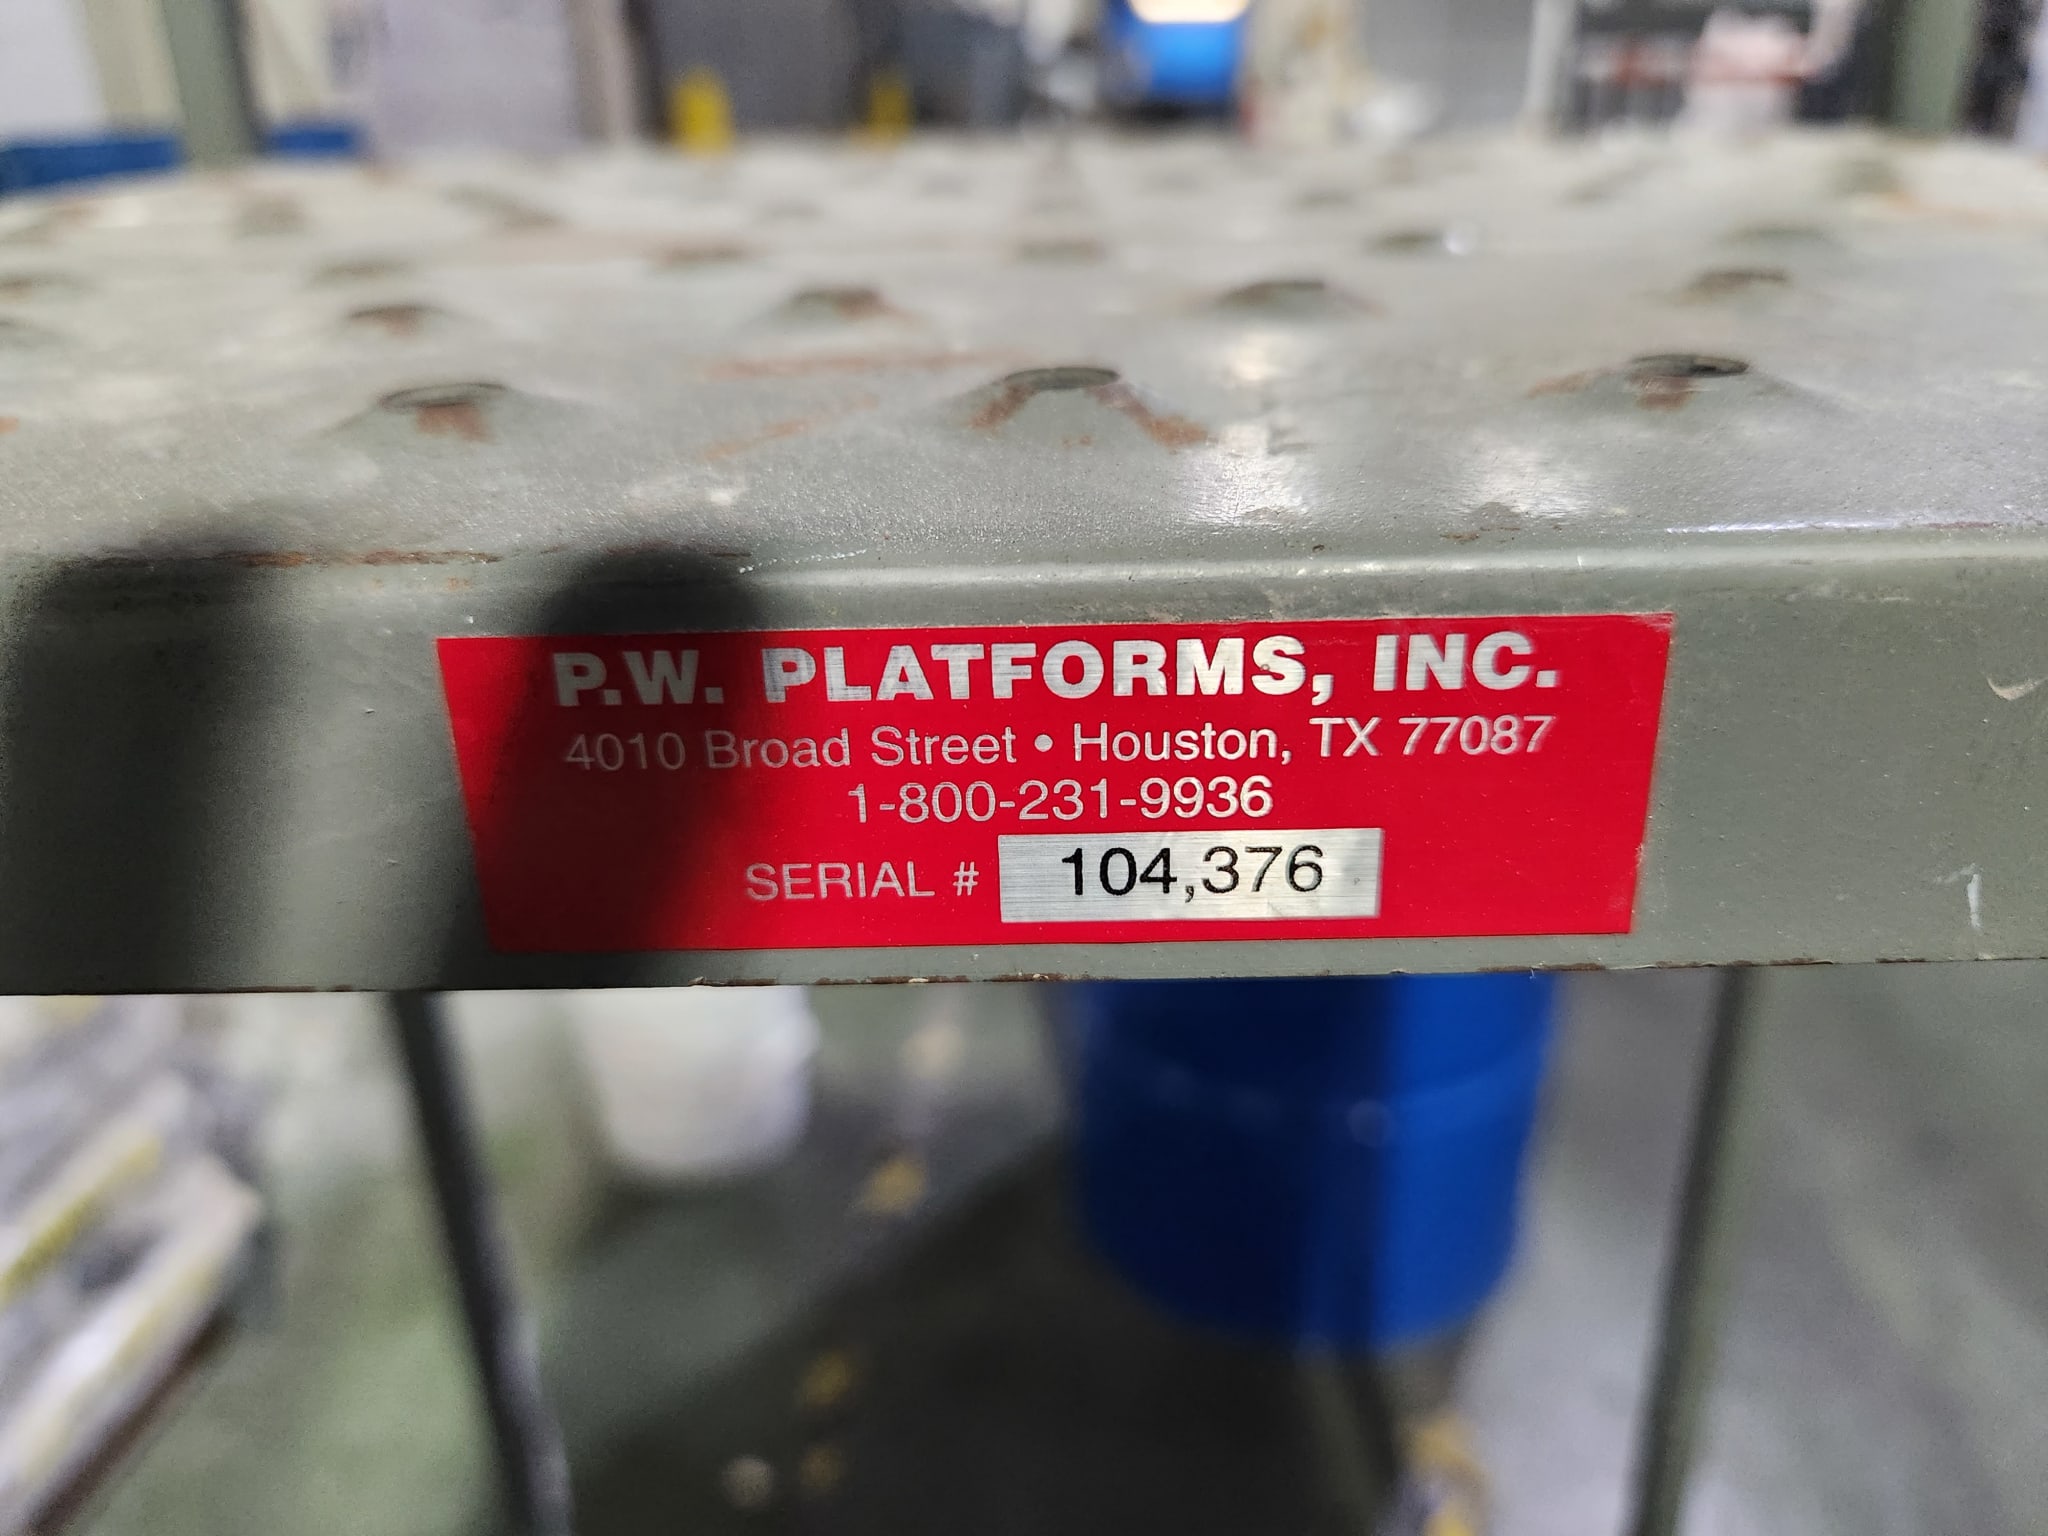 P.W. PLATFORMS, INC.
4010 Broad Street • Houston, TX 77087
1-800-231-9936
SERIAL # 104,376